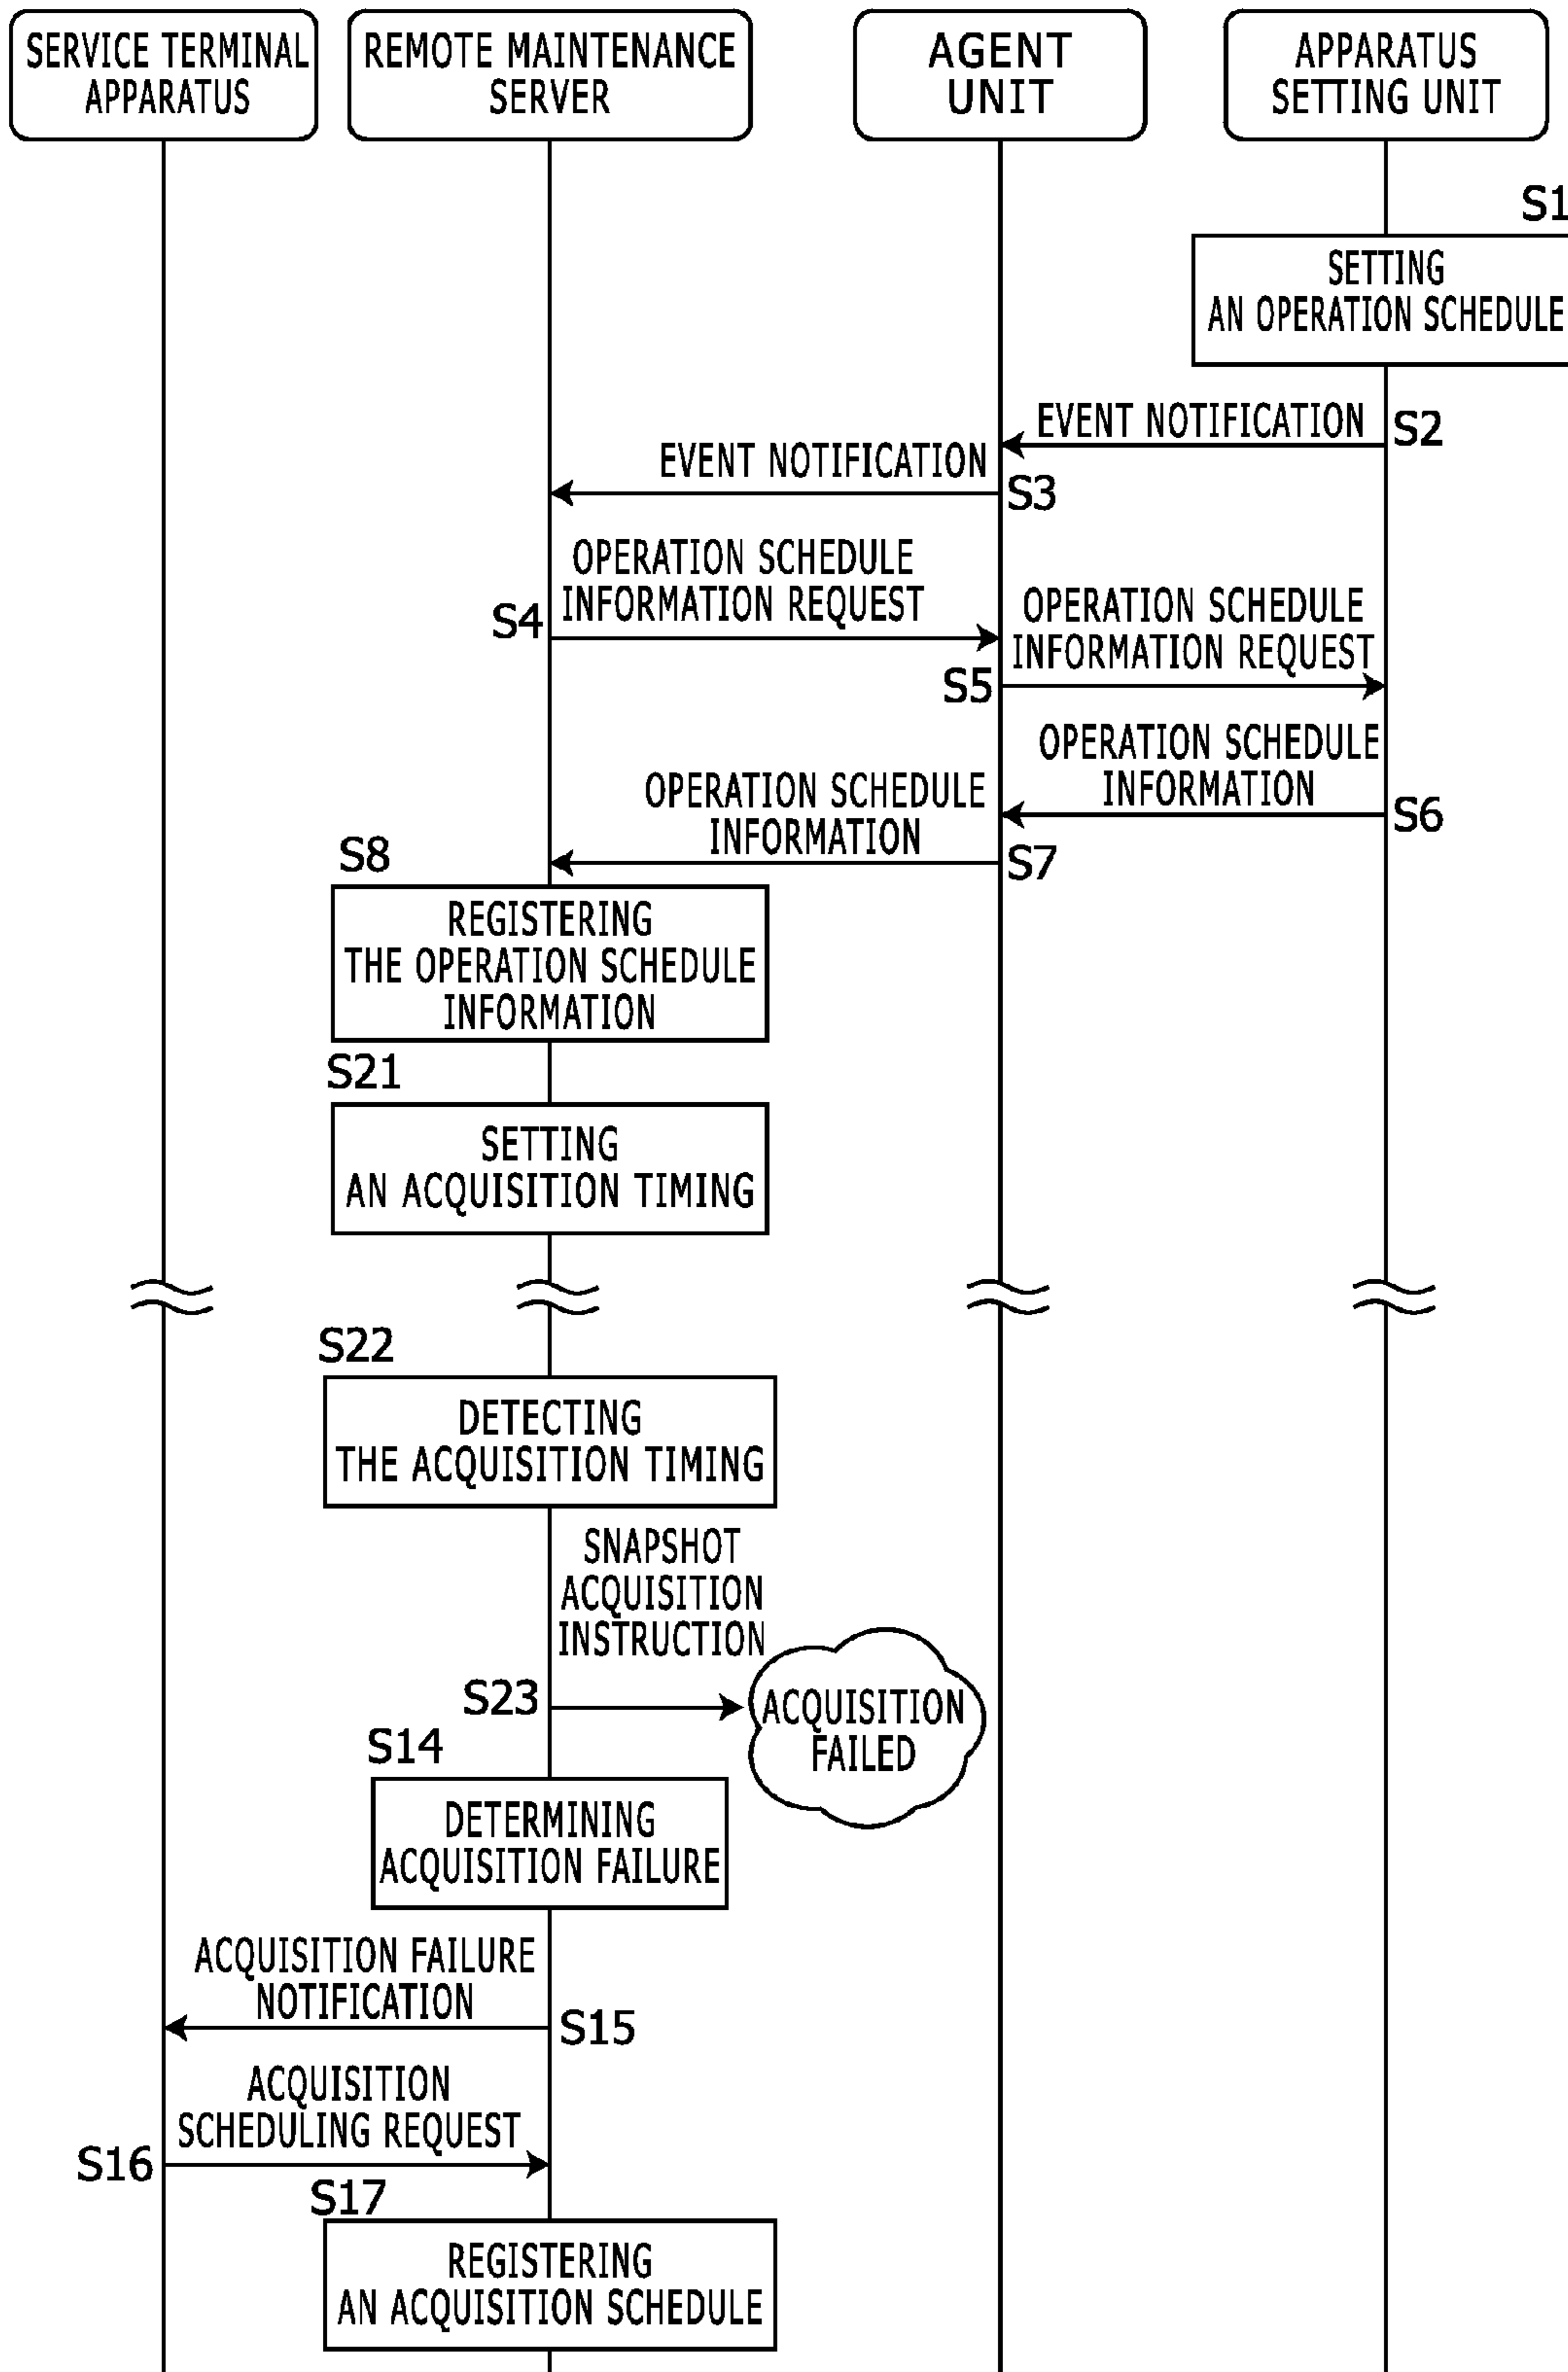 SERVICE TERMINAL
APPARATUS
REMOTE MAINTENANCE
SERVER
AGENT
UNIT
APPARATUS
SETTING UNIT
S1
SETTING
AN OPERATION SCHEDULE
EVENT NOTIFICATION
S2
EVENT NOTIFICATION
S3
OPERATION SCHEDULE
INFORMATION REQUEST
S4
OPERATION SCHEDULE
INFORMATION REQUEST
S5
OPERATION SCHEDULE
INFORMATION
S6
OPERATION SCHEDULE
INFORMATION
S7
S8
REGISTERING
THE OPERATION SCHEDULE
INFORMATION
S21
SETTING
AN ACQUISITION TIMING
S22
DETECTING
THE ACQUISITION TIMING
SNAPSHOT
ACQUISITION
INSTRUCTION
S23
ACQUISITION
FAILED
S14
DETERMINING
ACQUISITION FAILURE
ACQUISITION FAILURE
NOTIFICATION
S15
ACQUISITION
SCHEDULING REQUEST
S16
S17
REGISTERING
AN ACQUISITION SCHEDULE